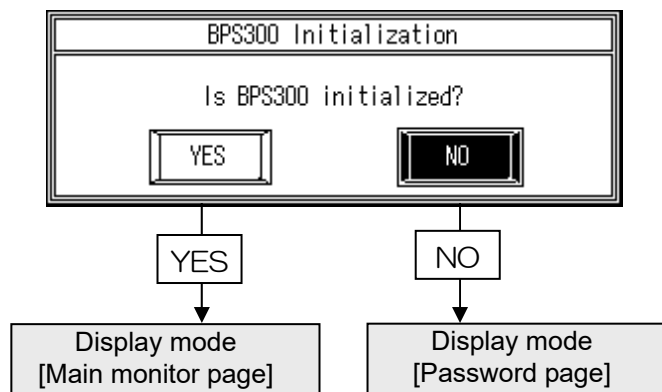 BPS300 Initialization
Is BPS300 initialized?
YES
NO
YES
NO
Display mode
[Main monitor page]
Display mode
[Password page]